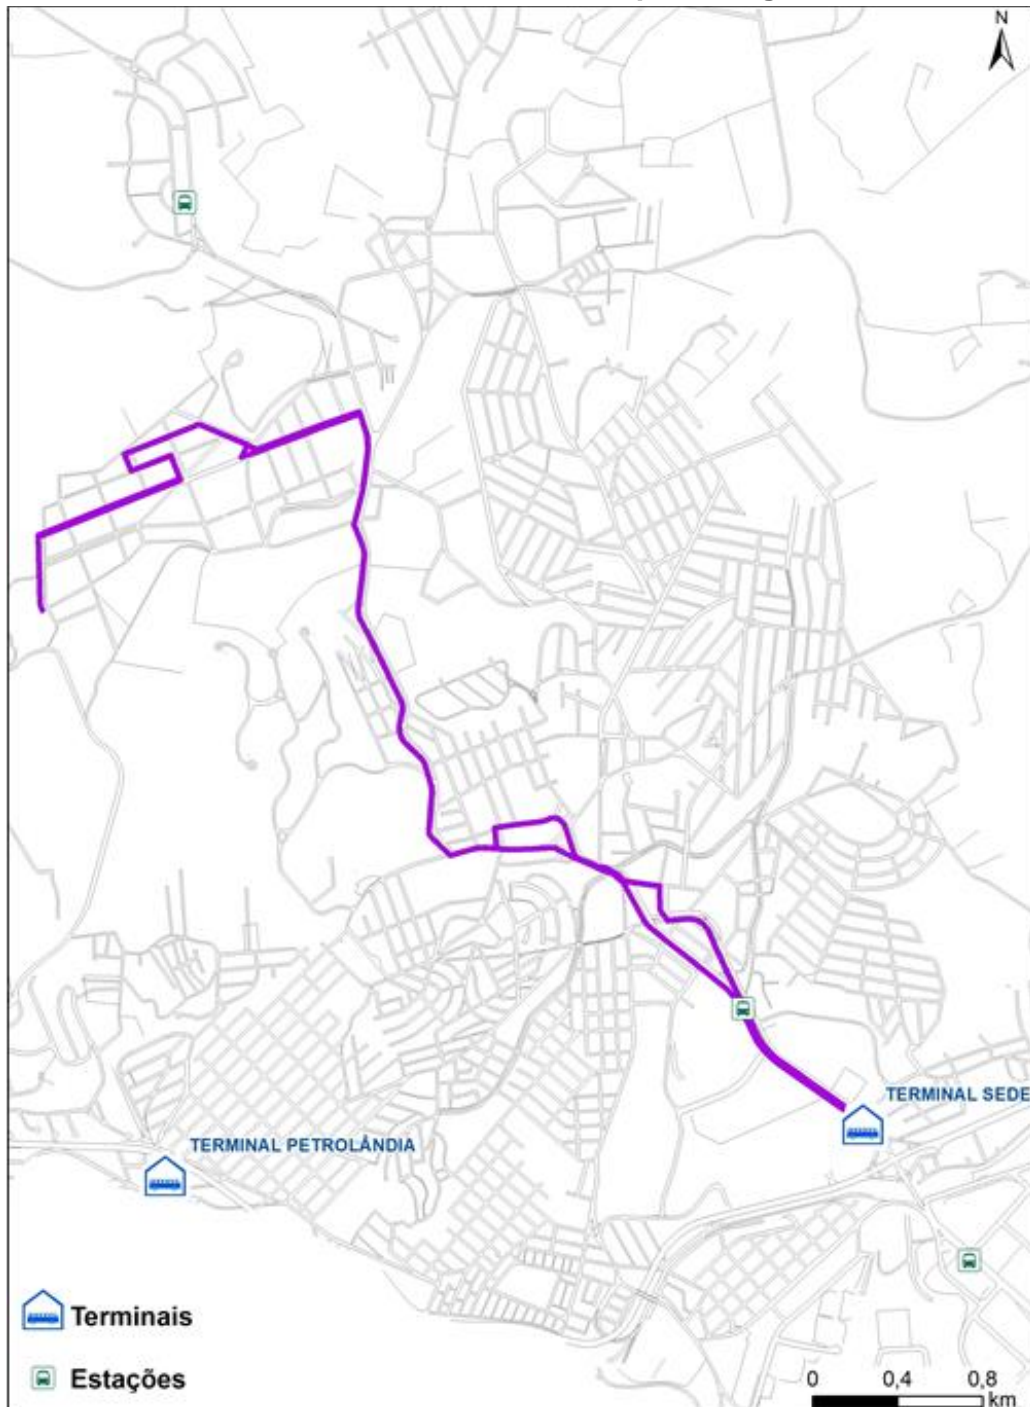 N
TERMINAL SEDE
TERMINAL PETROLÂNDIA
Terminais
Estações
0 0,4 0,8
km